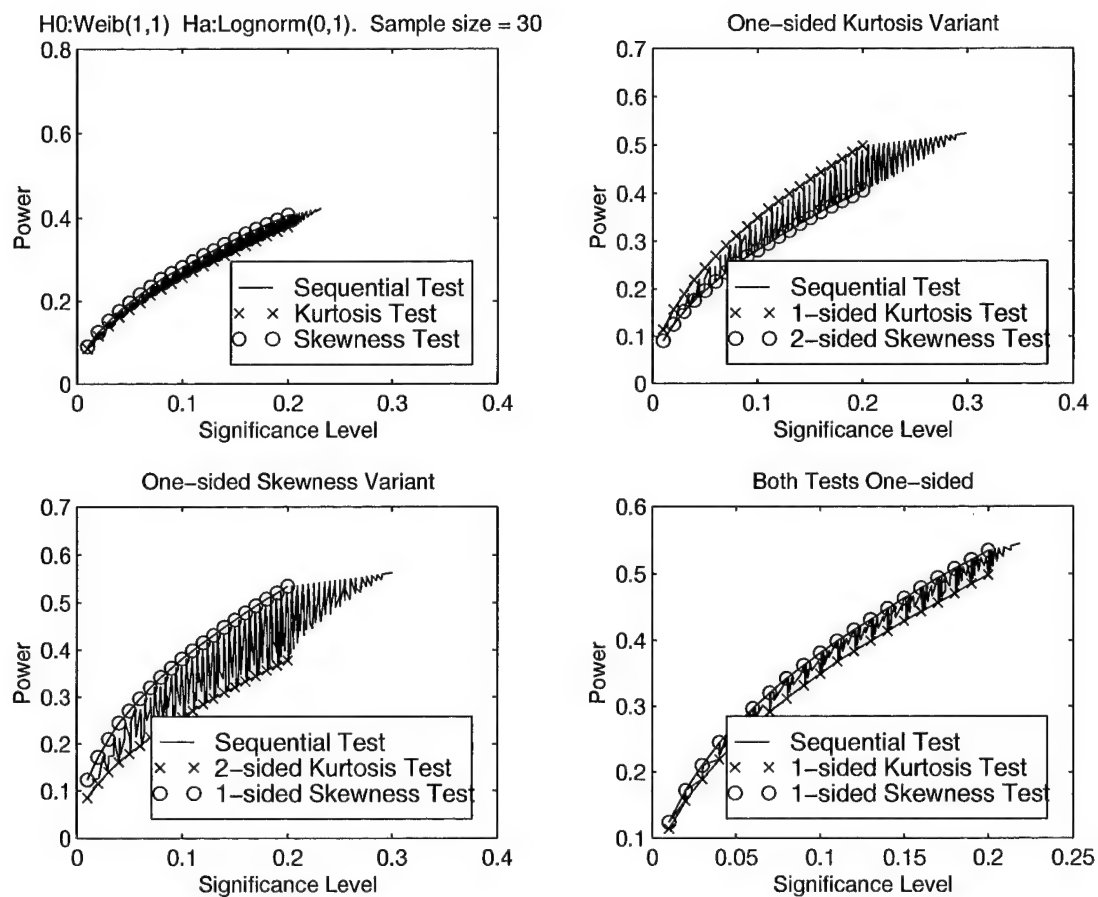 H0:Weib(1,1) Ha:Lognorm(0,1). Sample size = 30
0.8
0.6
0.4
0.2
0
Power
Sequential Test
Kurtosis Test
Skewness Test
0
0.1
0.2
0.3
0.4
Significance Level
One-sided Kurtosis Variant
0.7
0.6
0.5
0.4
0.3
0.2
0.1
0
Power
Sequential Test
1-sided Kurtosis Test
2-sided Skewness Test
0
0.1
0.2
0.3
0.4
Significance Level
One-sided Skewness Variant
0.7
0.6
0.5
0.4
0.3
0.2
0.1
0
Power
Sequential Test
2-sided Kurtosis Test
1-sided Skewness Test
0
0.1
0.2
0.3
0.4
Significance Level
Both Tests One-sided
0.6
0.5
0.4
0.3
0.2
0.1
Power
Sequential Test
1-sided Kurtosis Test
1-sided Skewness Test
0
0.05
0.1
0.15
0.2
0.25
Significance Level